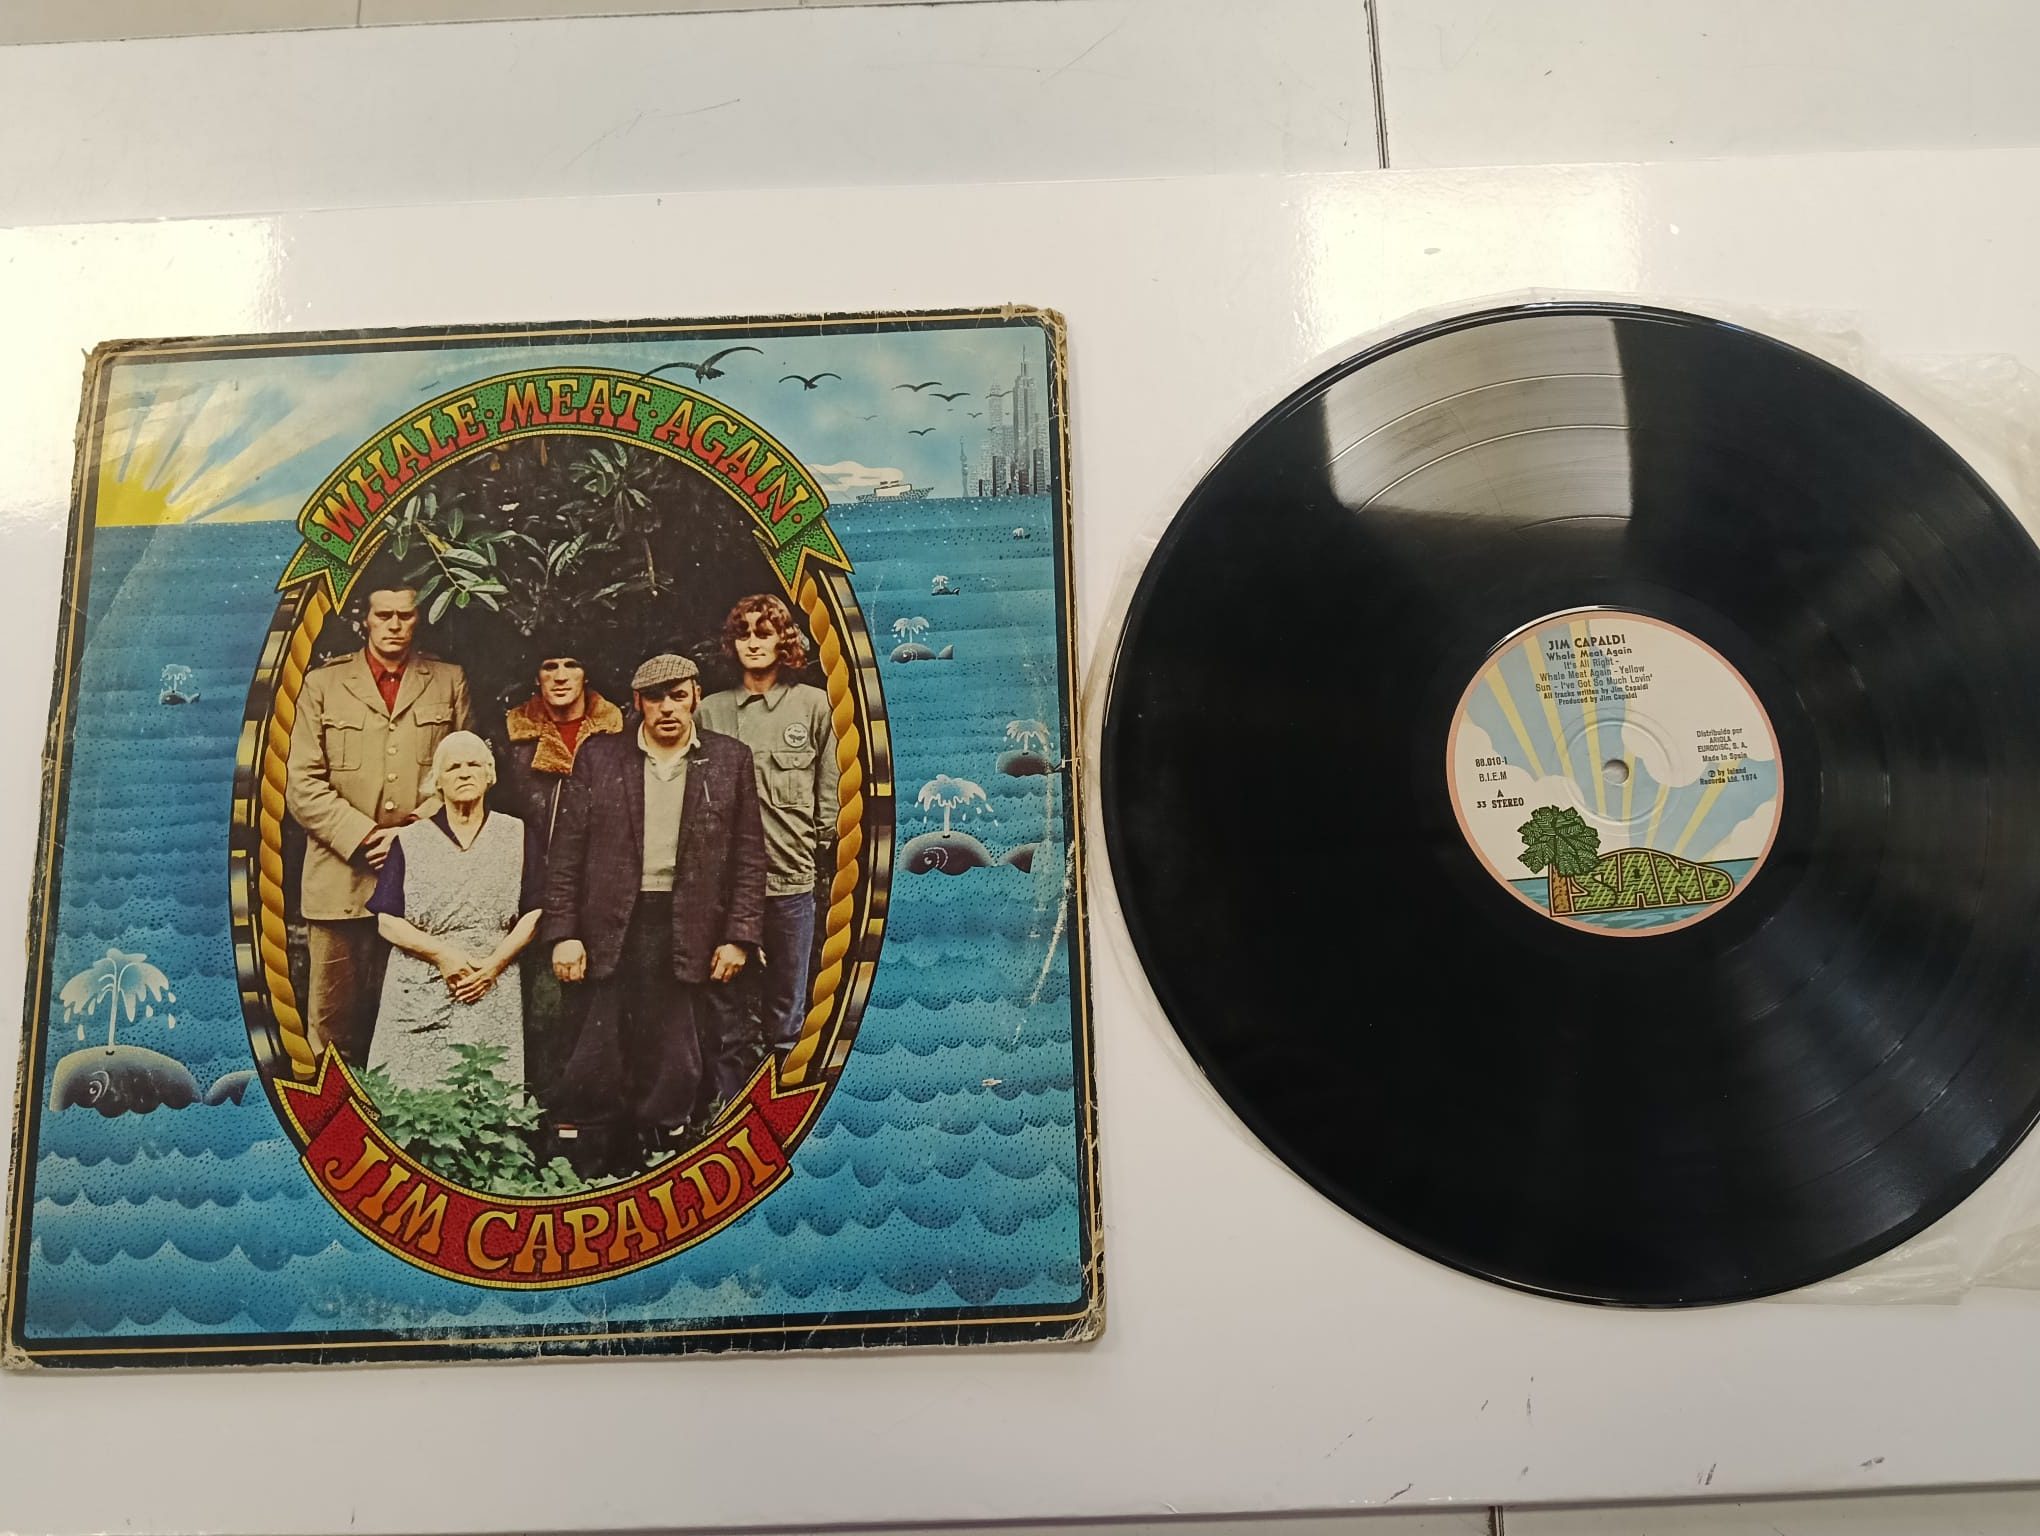 ·WHALE·MEAT·AGAIN·
JIM CAPALDI
JIM CAPALDI
Whale Meat Again
It's All Right -
Whale Meat Again - Yellow
Sun - I've Got So Much Lovin'
All tracks written by Jim Capaldi
Produced by Jim Capaldi
88.010-I
B.I.E.M
A
33 STEREO
Distribuido por
ARIOLA
EURODISC, S. A.
Made in Spain
℗ by Island
Records Ltd. 1974
ISLAND